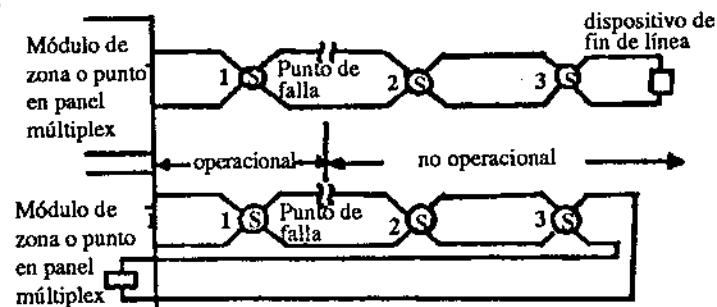 dispositivo de
fin de línea
Módulo de
zona o punto
en panel
múltiplex
1 S Punto de
falla
2 S
3 S
operacional
no operacional
Módulo de
zona o punto
en panel
múltiplex
1 S Punto de
falla
2 S
3 S